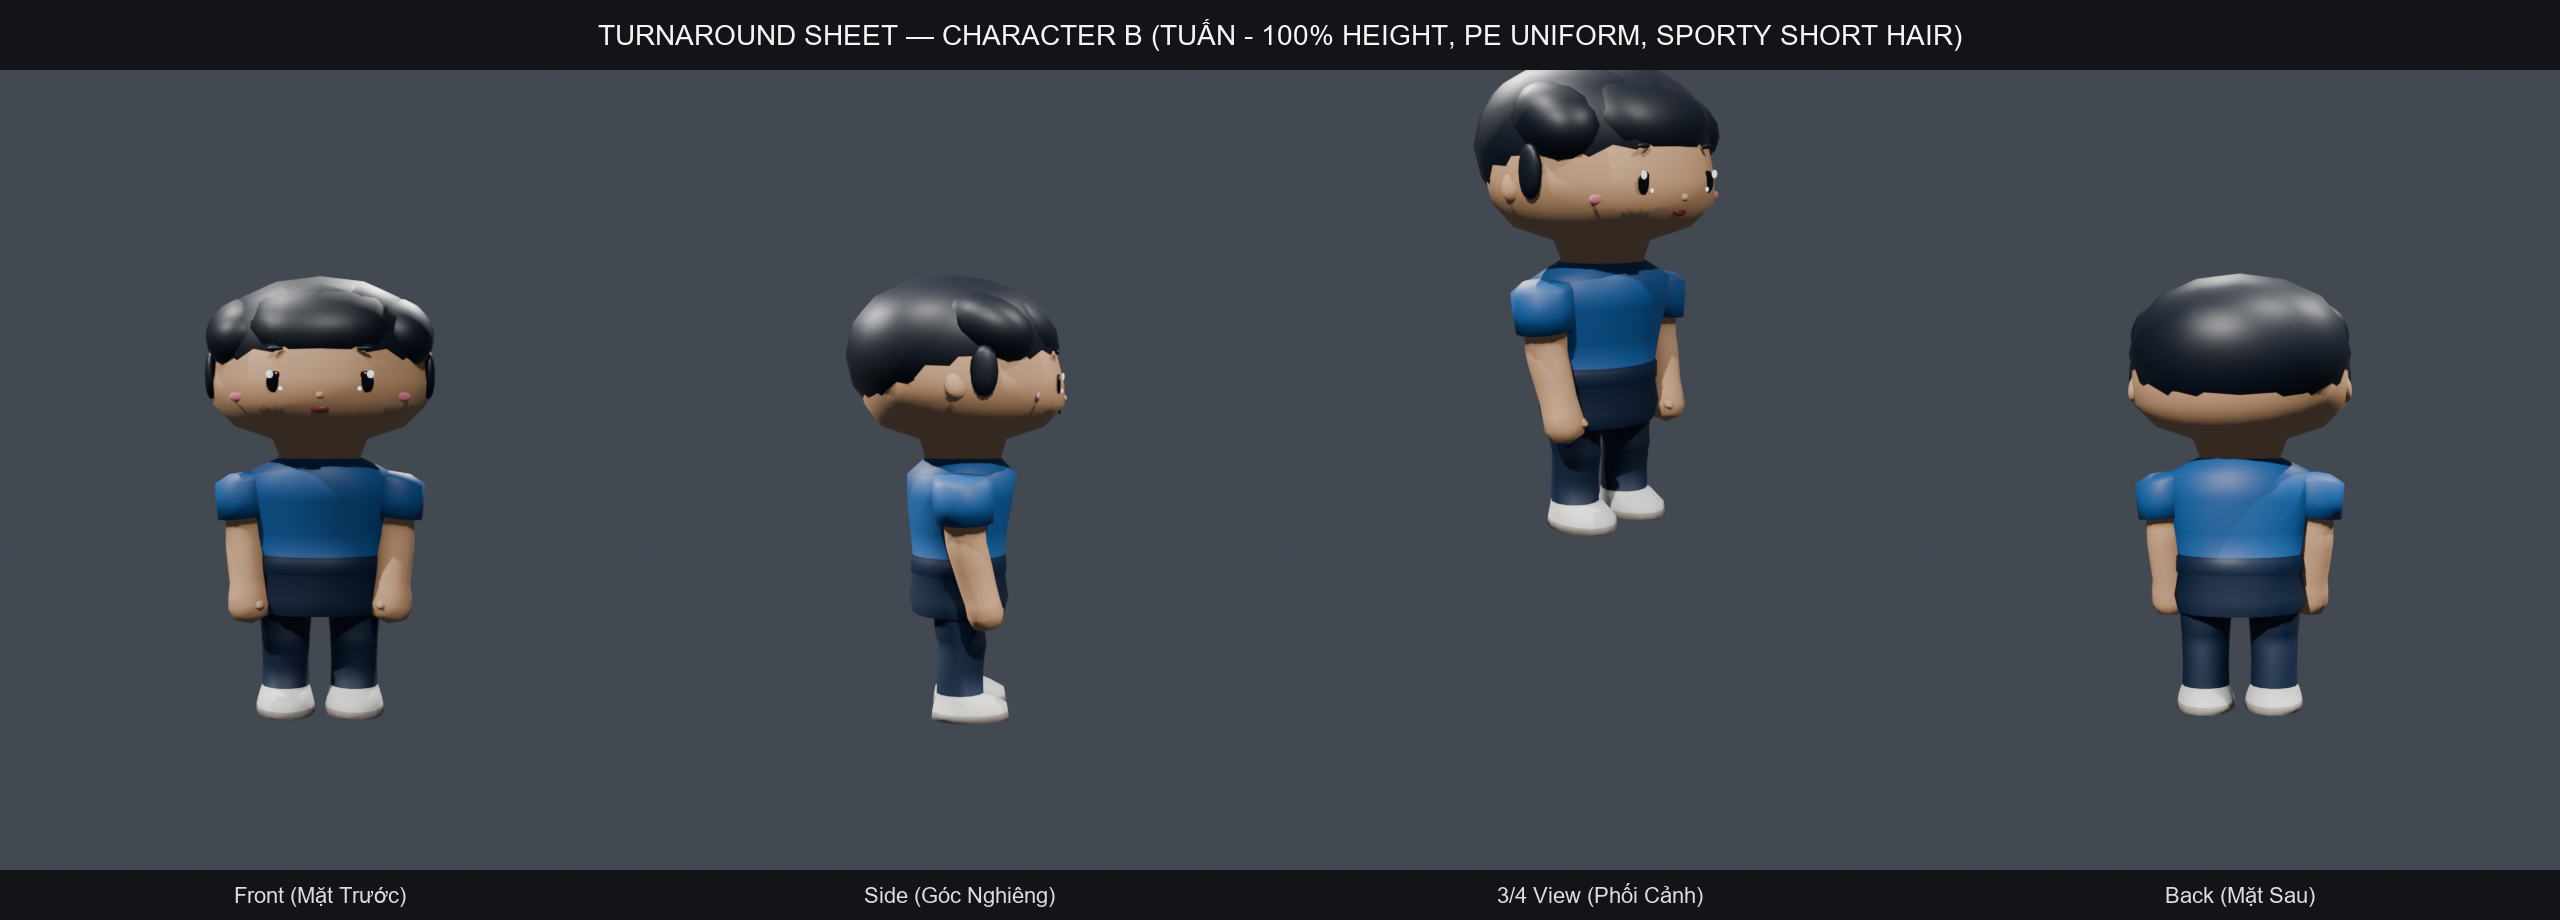 TURNAROUND SHEET — CHARACTER B (TUẤN - 100% HEIGHT, PE UNIFORM, SPORTY SHORT HAIR)
Front (Mặt Trước)
Side (Góc Nghiêng)
3/4 View (Phối Cảnh)
Back (Mặt Sau)